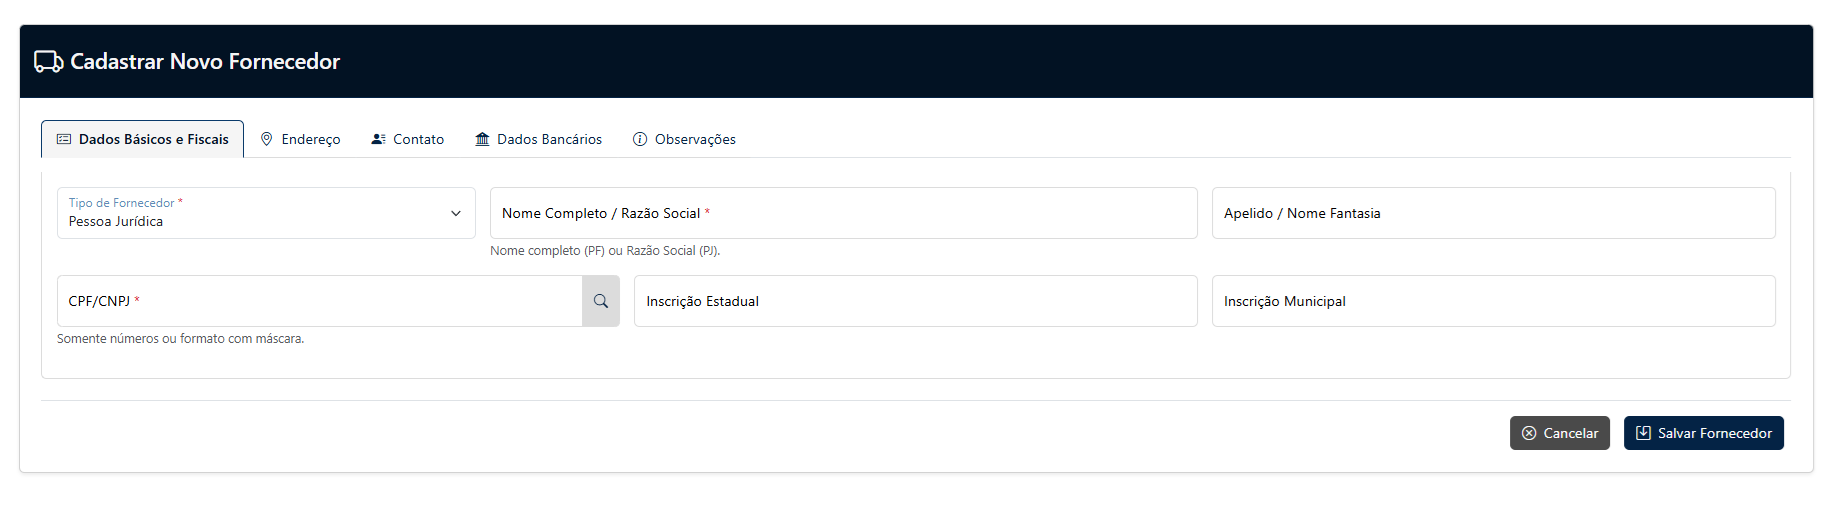 Cadastrar Novo Fornecedor
Dados Básicos e Fiscais
Endereço
Contato
Dados Bancários
Observações
Tipo de Fornecedor *
Pessoa Jurídica
Nome Completo / Razão Social *
Apelido / Nome Fantasia
Nome completo (PF) ou Razão Social (PJ).
CPF/CNPJ *
Inscrição Estadual
Inscrição Municipal
Somente números ou formato com máscara.
Cancelar
Salvar Fornecedor